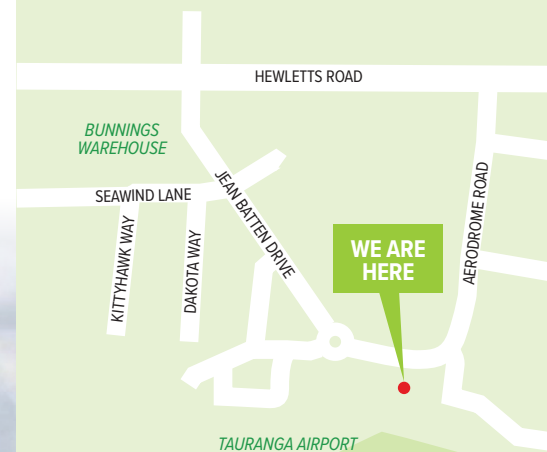 HEWLETTS ROAD
BUNNINGS
WAREHOUSE
SEAWIND LANE
JEAN BATTEN DRIVE
KITTYHAWK WAY
DAKOTA WAY
AERODROME ROAD
WE ARE
HERE
TAURANGA AIRPORT